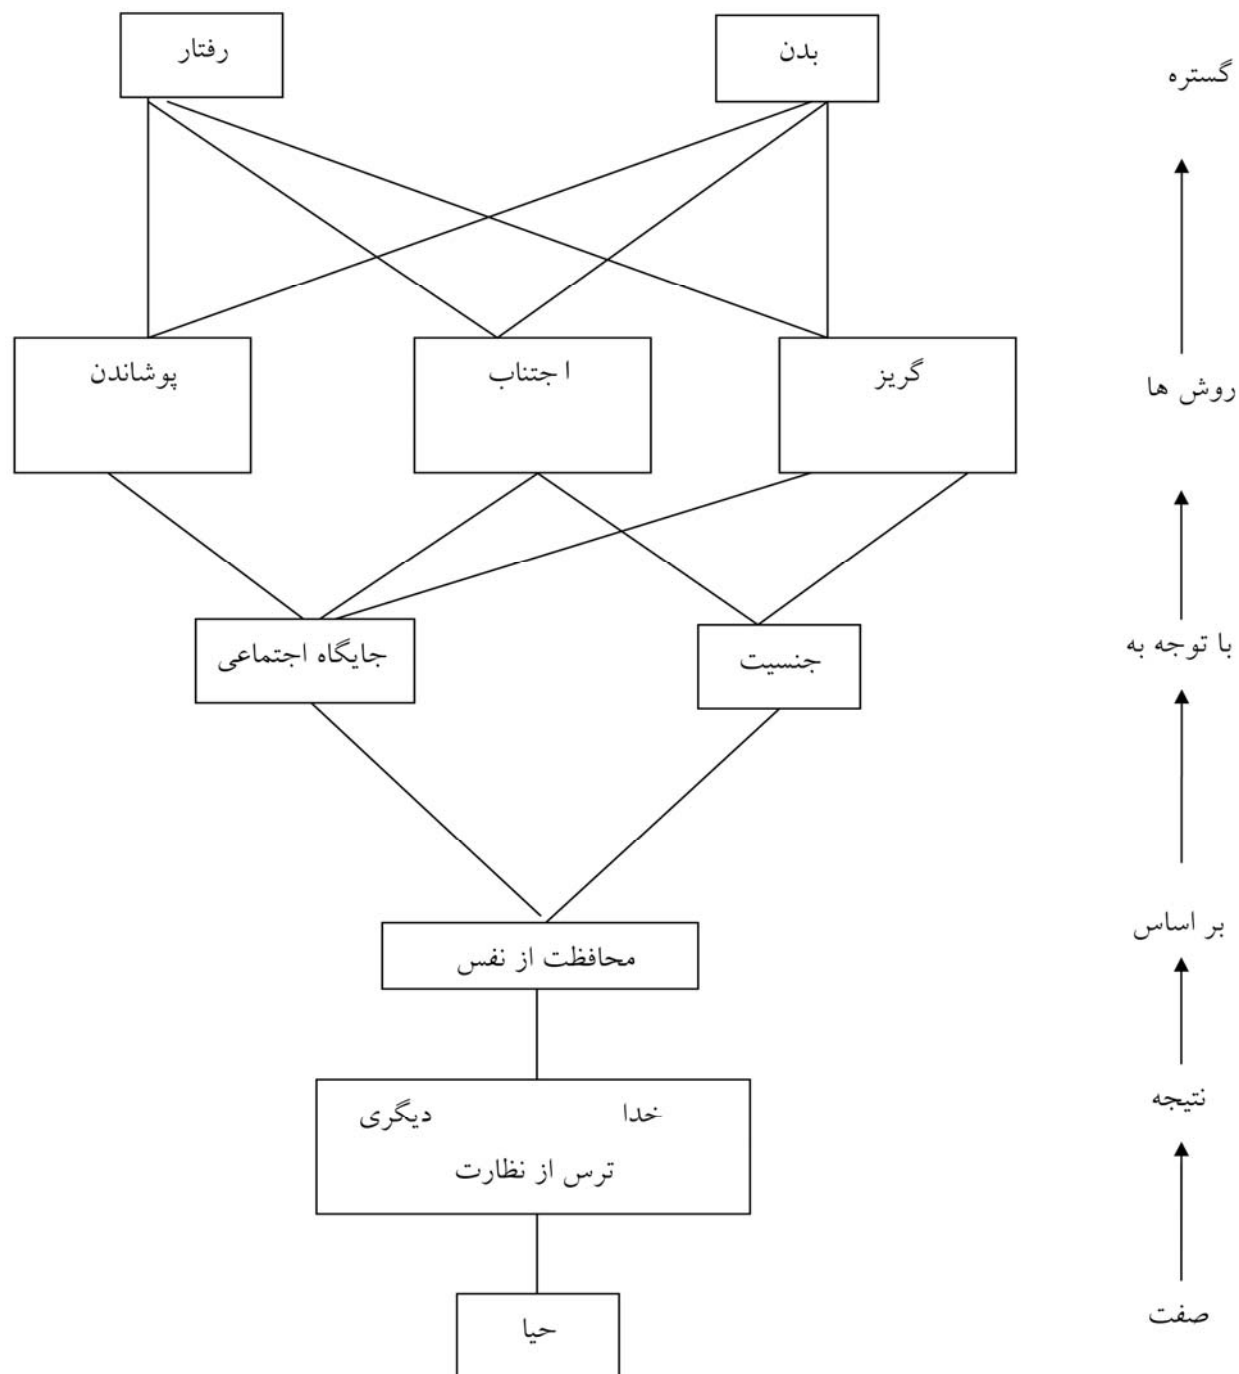 گستره
بدن
رفتار
روش ها
گریز
اجتناب
پوشاندن
با توجه به
جنسیت
جایگاه اجتماعی
بر اساس
محافظت از نفس
نتیجه
خدا دیگری
ترس از نظارت
صفت
حیا